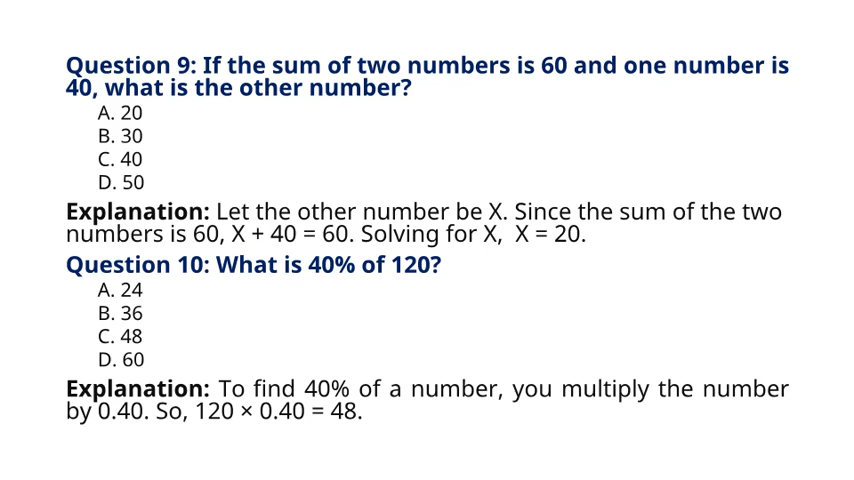 Question 9: If the sum of two numbers is 60 and one number is
40, what is the other number?
A. 20
B. 30
C. 40
D. 50
Explanation: Let the other number be X. Since the sum of the two
numbers is 60, X + 40 = 60. Solving for X,  X = 20.
Question 10: What is 40% of 120?
A. 24
B. 36
C. 48
D. 60
Explanation: To find 40% of a number, you multiply the number
by 0.40. So, 120 × 0.40 = 48.